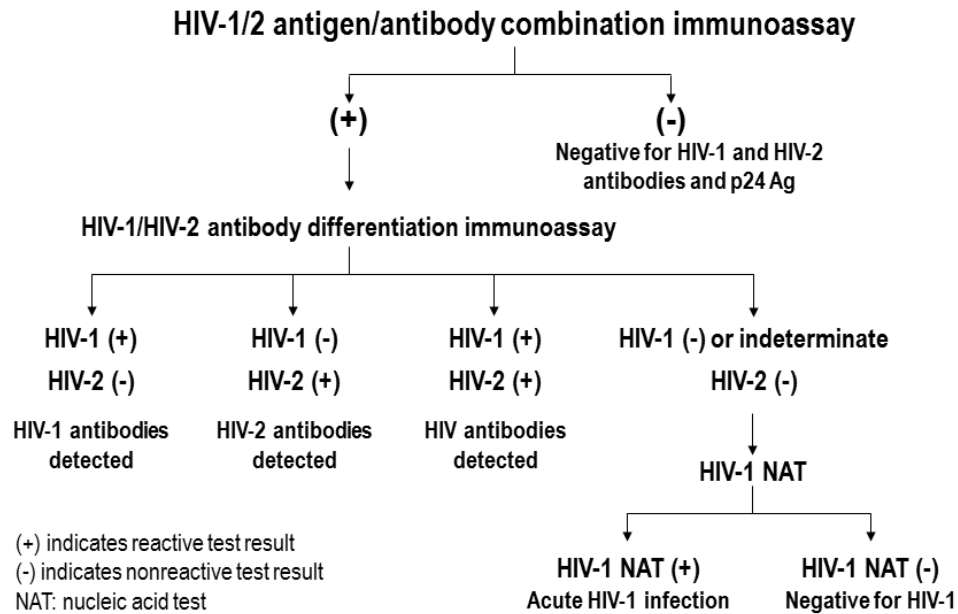 HIV-1/2 antigen/antibody combination immunoassay
(+)
(-)
Negative for HIV-1 and HIV-2
antibodies and p24 Ag
HIV-1/HIV-2 antibody differentiation immunoassay
HIV-1 (+)
HIV-2 (-)
HIV-1 antibodies
detected
HIV-1 (-)
HIV-2 (+)
HIV-2 antibodies
detected
HIV-1 (+)
HIV-2 (+)
HIV antibodies
detected
HIV-1 (-) or indeterminate
HIV-2 (-)
HIV-1 NAT
HIV-1 NAT (+)
Acute HIV-1 infection
HIV-1 NAT (-)
Negative for HIV-1
(+) indicates reactive test result
(-) indicates nonreactive test result
NAT: nucleic acid test